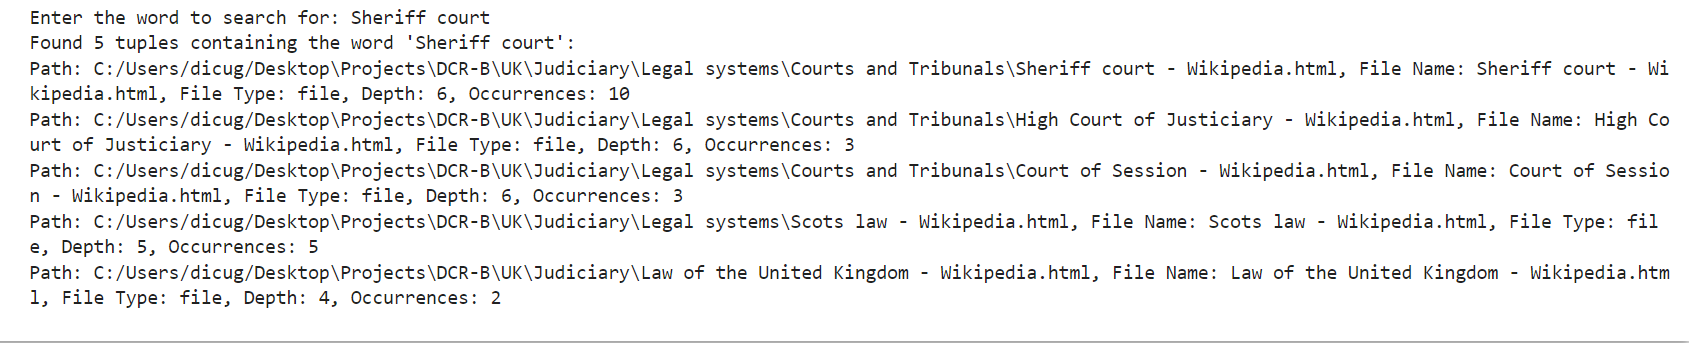 Enter the word to search for: Sheriff court
Found 5 tuples containing the word 'Sheriff court':
Path: C:/Users/dicug/Desktop\Projects\DCR-B\UK\Judiciary\Legal systems\Courts and Tribunals\Sheriff court - Wikipedia.html, File Name: Sheriff court - Wi
kipedia.html, File Type: file, Depth: 6, Occurrences: 10
Path: C:/Users/dicug/Desktop\Projects\DCR-B\UK\Judiciary\Legal systems\Courts and Tribunals\High Court of Justiciary - Wikipedia.html, File Name: High Co
urt of Justiciary - Wikipedia.html, File Type: file, Depth: 6, Occurrences: 3
Path: C:/Users/dicug/Desktop\Projects\DCR-B\UK\Judiciary\Legal systems\Courts and Tribunals\Court of Session - Wikipedia.html, File Name: Court of Sessio
n - Wikipedia.html, File Type: file, Depth: 6, Occurrences: 3
Path: C:/Users/dicug/Desktop\Projects\DCR-B\UK\Judiciary\Legal systems\Scots law - Wikipedia.html, File Name: Scots law - Wikipedia.html, File Type: fil
e, Depth: 5, Occurrences: 5
Path: C:/Users/dicug/Desktop\Projects\DCR-B\UK\Judiciary\Law of the United Kingdom - Wikipedia.html, File Name: Law of the United Kingdom - Wikipedia.htm
l, File Type: file, Depth: 4, Occurrences: 2